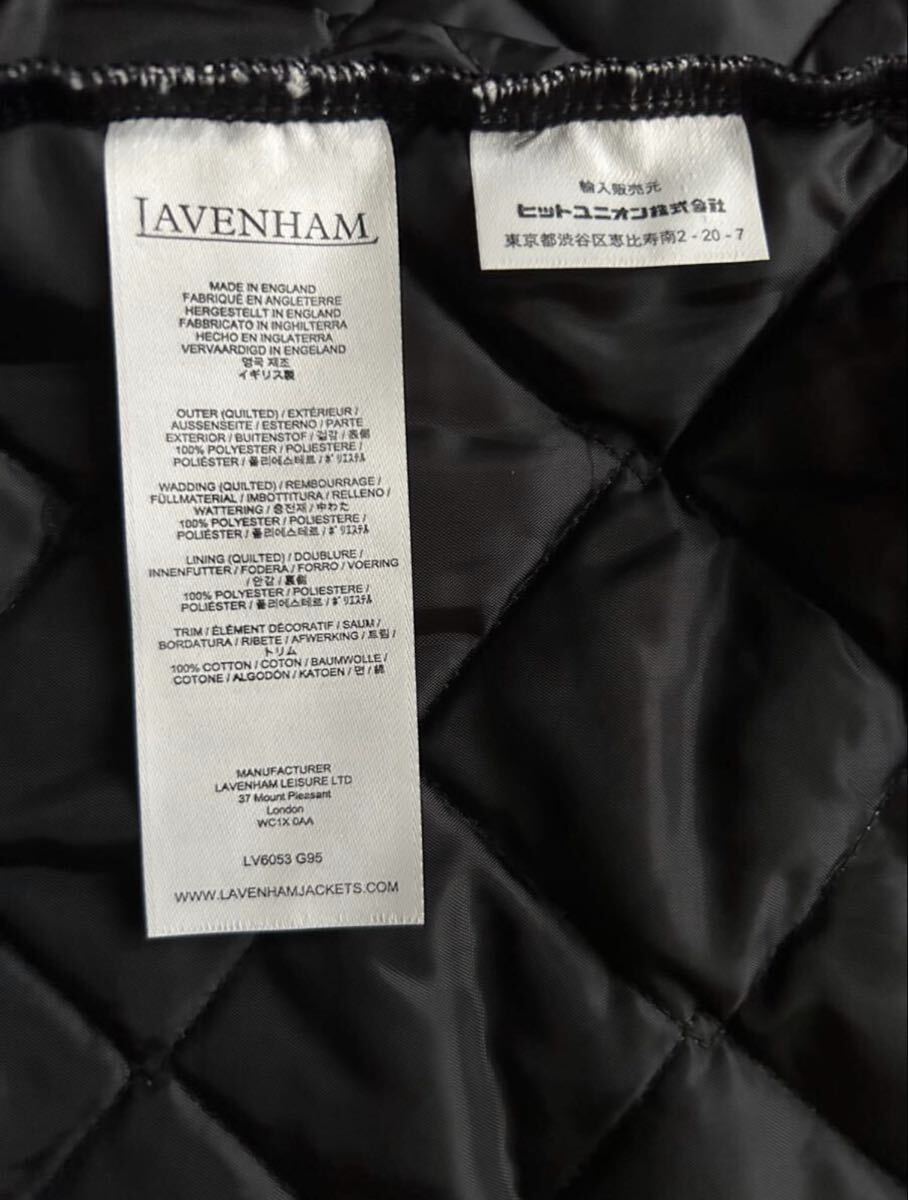 LAVENHAM
MADE IN ENGLAND
FABRIQUÉ EN ANGLETERRE
HERGESTELLT IN ENGLAND
FABBRICATO IN INGHILTERRA
HECHO EN INGLATERRA
VERVAARDIGD IN ENGELAND
영국 제조
イギリス製
OUTER (QUILTED) / EXTÉRIEUR /
AUSSENSEITE / ESTERNO / PARTE
EXTERIOR / BUITENSTOF / 겉감 / 表側
100% POLYESTER / POLIESTERE /
POLIÉSTER / 폴리에스테르 / ﾎﾟﾘｴｽﾃﾙ
WADDING (QUILTED) / REMBOURRAGE /
FÜLLMATERIAL / IMBOTTITURA / RELLENO /
WATTERING / 충전재 / 中わた
100% POLYESTER / POLIESTERE /
POLIÉSTER / 폴리에스테르 / ﾎﾟﾘｴｽﾃﾙ
LINING (QUILTED) / DOUBLURE /
INNENFUTTER / FODERA / FORRO / VOERING
/ 안감 / 裏側
100% POLYESTER / POLIESTERE /
POLIÉSTER / 폴리에스테르 / ﾎﾟﾘｴｽﾃﾙ
TRIM / ÉLÉMENT DÉCORATIF / SAUM /
BORDATURA / RIBETE / AFWERKING / 트림 /
トリム
100% COTTON / COTON / BAUMWOLLE /
COTONE / ALGODÓN / KATOEN / 면 / 綿
MANUFACTURER
LAVENHAM LEISURE LTD
37 Mount Pleasant
London
WC1X 0AA
LV6053 G95
WWW.LAVENHAMJACKETS.COM
輸入販売元
ヒットユニオン株式会社
東京都渋谷区恵比寿南2-20-7